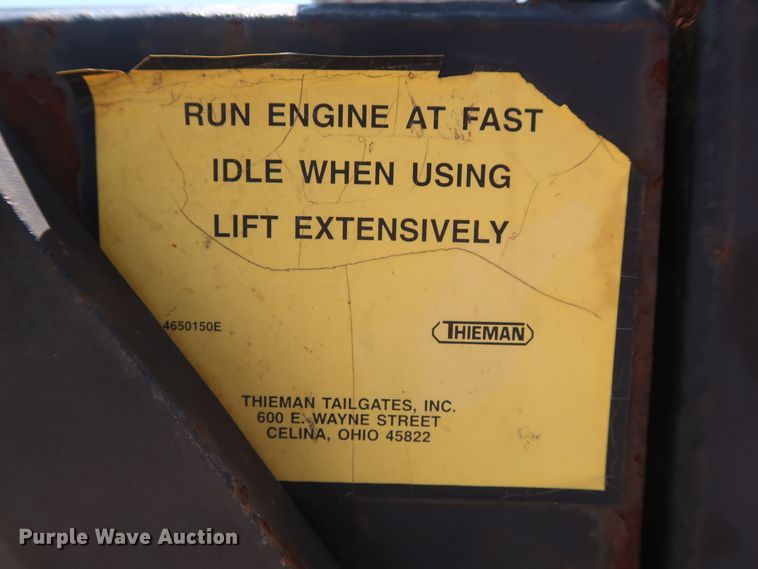 RUN ENGINE AT FAST
IDLE WHEN USING
LIFT EXTENSIVELY
4650150E
THIEMAN
THIEMAN TAILGATES, INC.
600 E. WAYNE STREET
CELINA, OHIO 45822
Purple Wave Auction